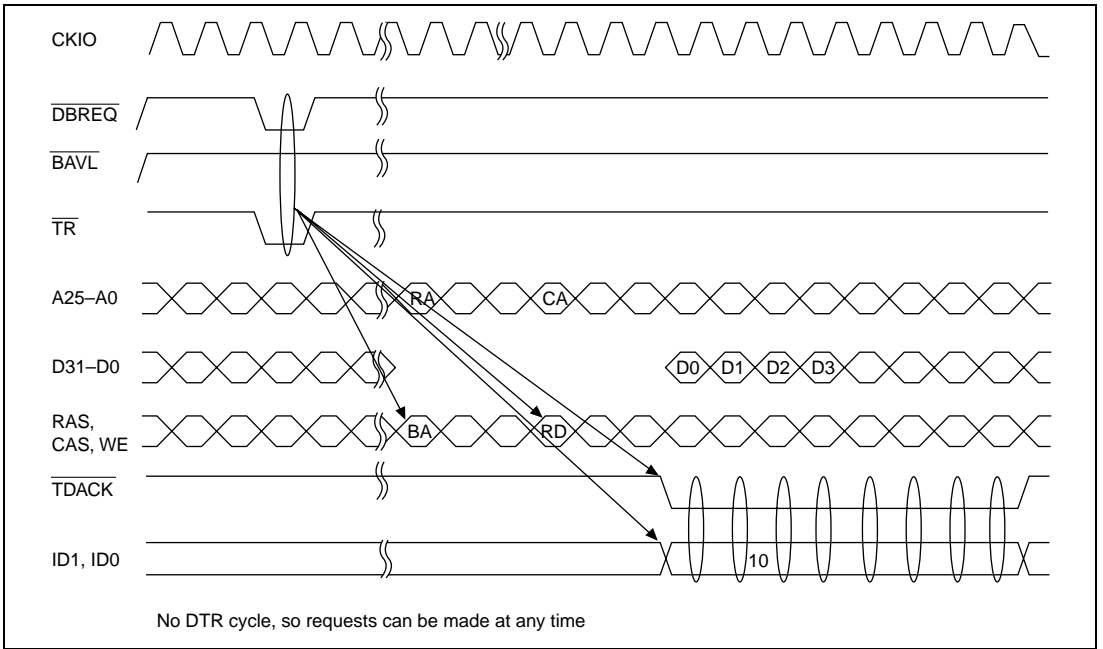 CKIO
DBREQ
BAVL
TR
A25–A0 RA CA
D31–D0 D0 D1 D2 D3
RAS,
CAS, WE BA RD
TDACK
ID1, ID0 10
No DTR cycle, so requests can be made at any time